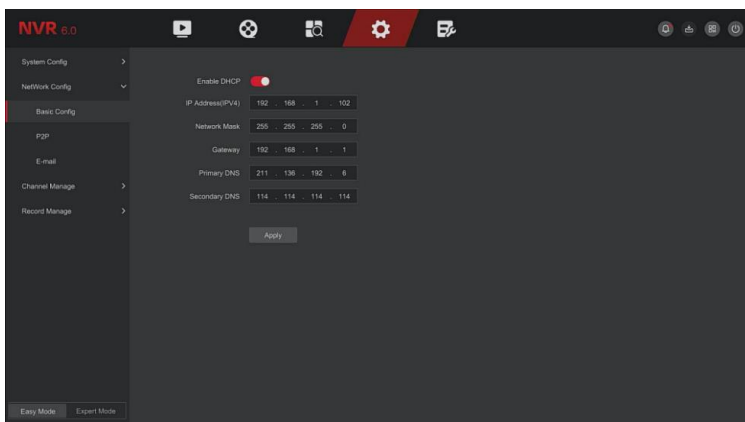 NVR 6.0
System Config
NetWork Config
Basic Config
P2P
E-mail
Channel Manage
Record Manage
Enable DHCP
IP Address(IPV4) 192 . 168 . 1 . 102
Network Mask 255 . 255 . 255 . 0
Gateway 192 . 168 . 1 . 1
Primary DNS 211 . 136 . 192 . 6
Secondary DNS 114 . 114 . 114 . 114
Apply
Easy Mode Expert Mode